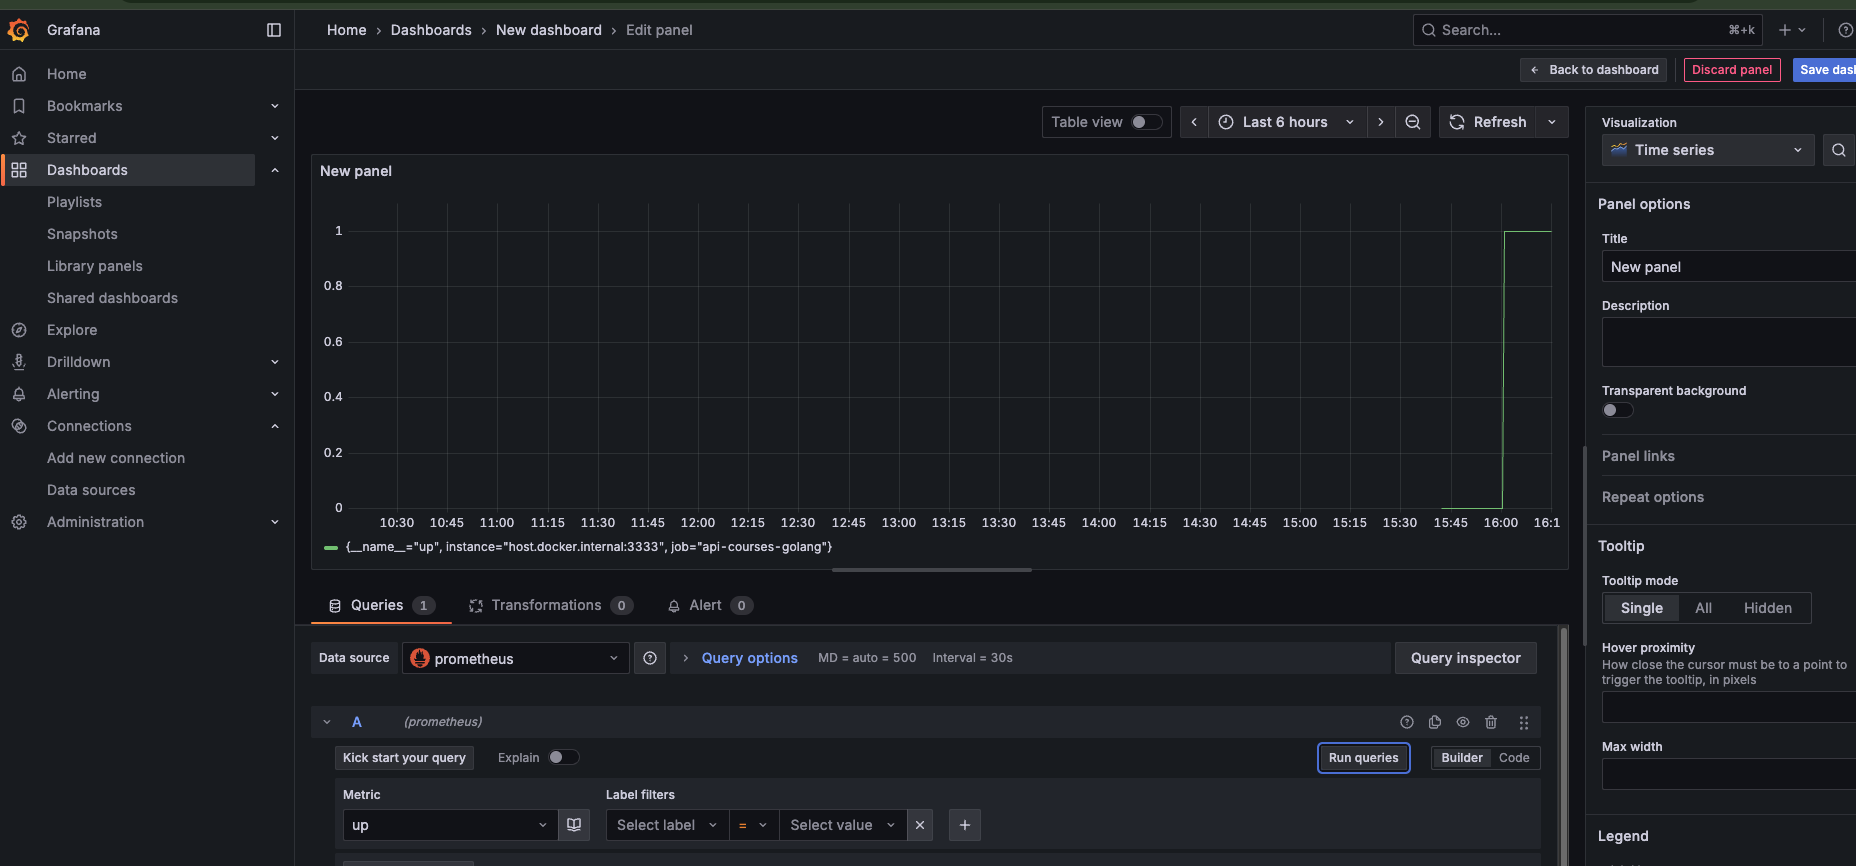 Grafana
Home › Dashboards › New dashboard › Edit panel
Search...
⌘+k
Back to dashboard
Discard panel
Save das
Home
Bookmarks
Starred
Dashboards
Playlists
Snapshots
Library panels
Shared dashboards
Explore
Drilldown
Alerting
Connections
Add new connection
Data sources
Administration
Table view
Last 6 hours
Refresh
New panel
1
0.8
0.6
0.4
0.2
0
10:30 10:45 11:00 11:15 11:30 11:45 12:00 12:15 12:30 12:45 13:00 13:15 13:30 13:45 14:00 14:15 14:30 14:45 15:00 15:15 15:30 15:45 16:00 16:1
{__name__="up", instance="host.docker.internal:3333", job="api-courses-golang"}
Queries 1
Transformations 0
Alert 0
Data source
prometheus
Query options
MD = auto = 500
Interval = 30s
Query inspector
A
(prometheus)
Kick start your query
Explain
Run queries
Builder
Code
Metric
Label filters
up
Select label
=
Select value
Visualization
Time series
Panel options
Title
New panel
Description
Transparent background
Panel links
Repeat options
Tooltip
Tooltip mode
Single
All
Hidden
Hover proximity
How close the cursor must be to a point to
trigger the tooltip, in pixels
Max width
Legend